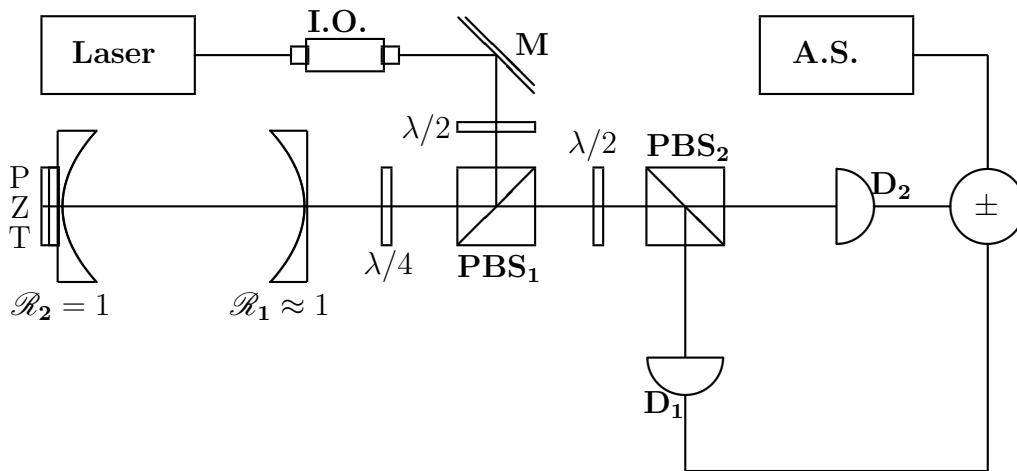 Laser
I.O.
M
A.S.
λ/2
P
Z
T
λ/4
PBS₁
λ/2
PBS₂
D₂
±
ℛ₂ = 1
ℛ₁ ≈ 1
D₁